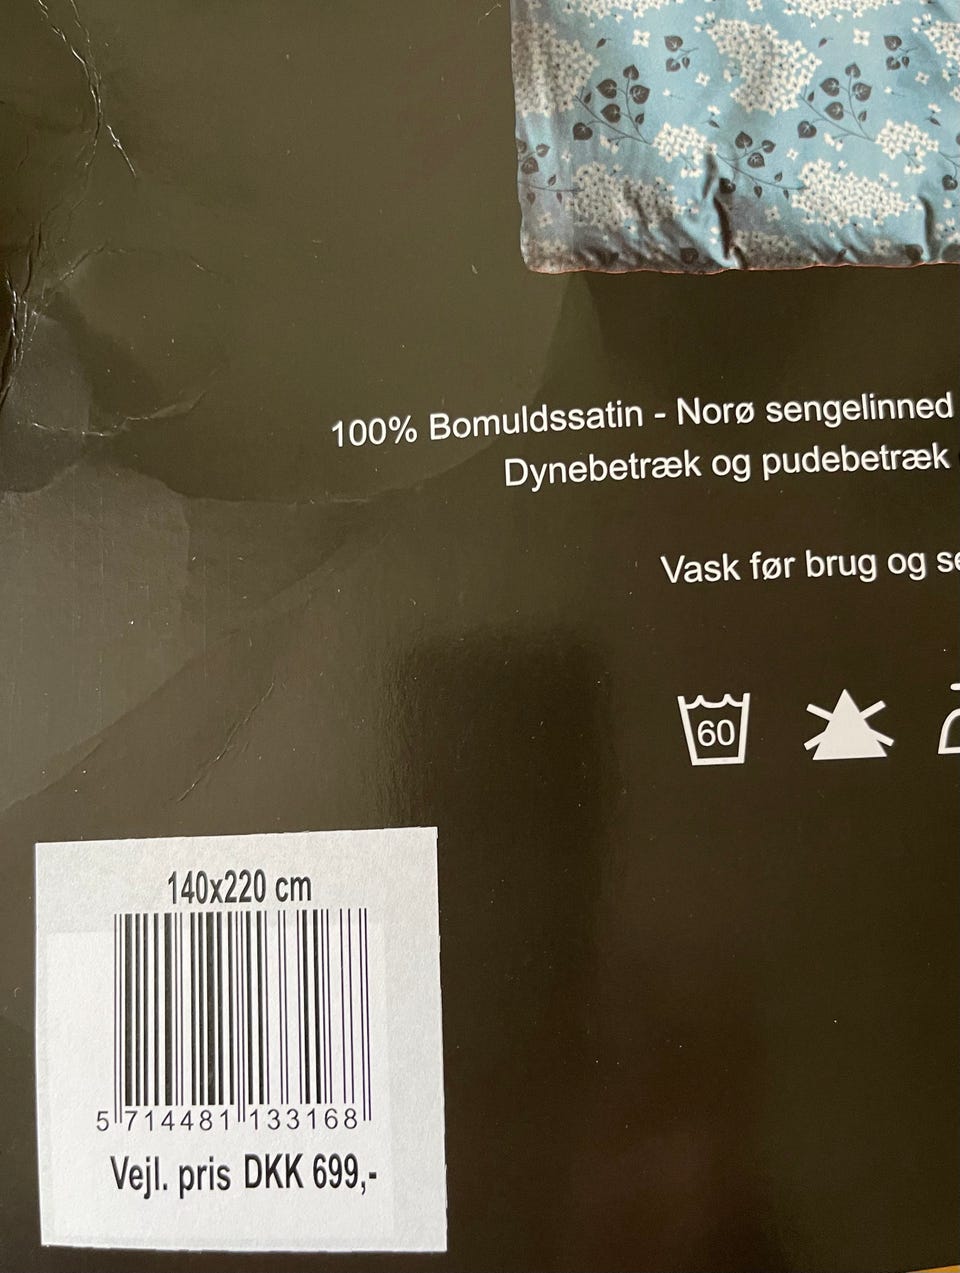 100% Bomuldssatin - Norø sengelinned
Dynebetræk og pudebetræk
Vask før brug og
60
140x220 cm
5 714481 133168
Vejl. pris DKK 699,-